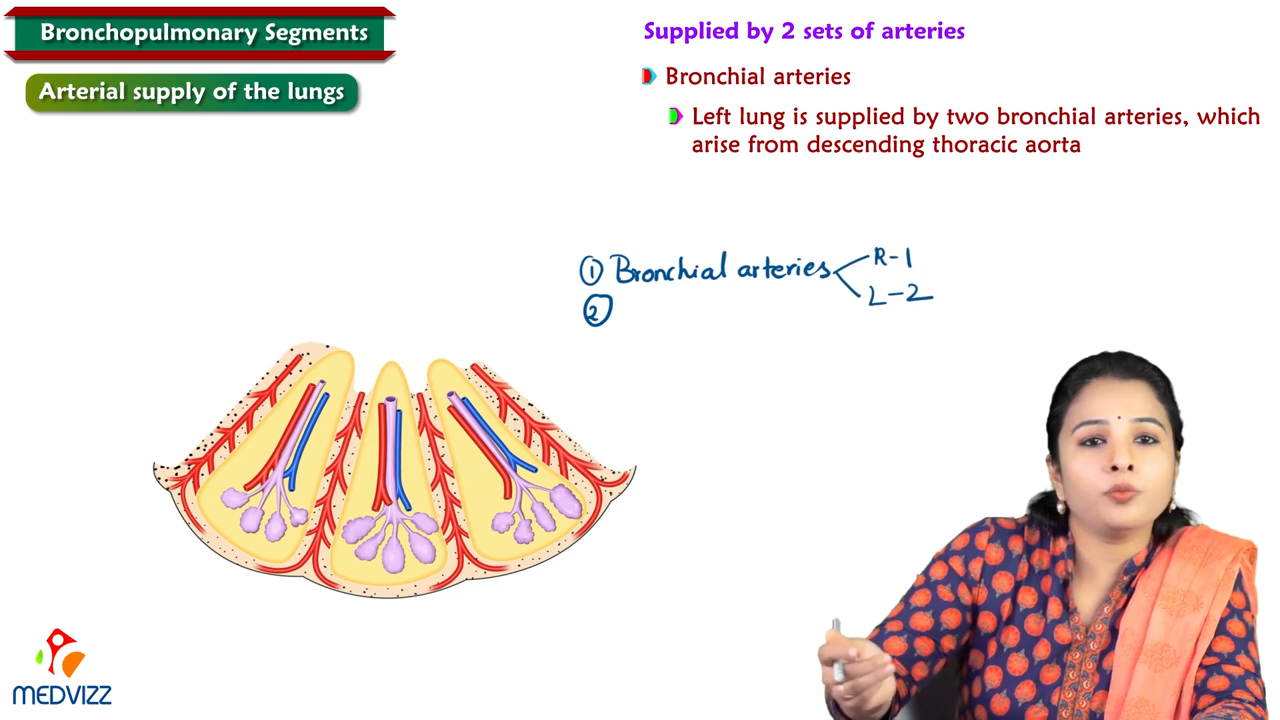 Bronchopulmonary Segments
Arterial supply of the lungs
Supplied by 2 sets of arteries
Bronchial arteries
Left lung is supplied by two bronchial arteries, which
arise from descending thoracic aorta
① Bronchial arteries R-1
L-2
②
MEDVIZZ